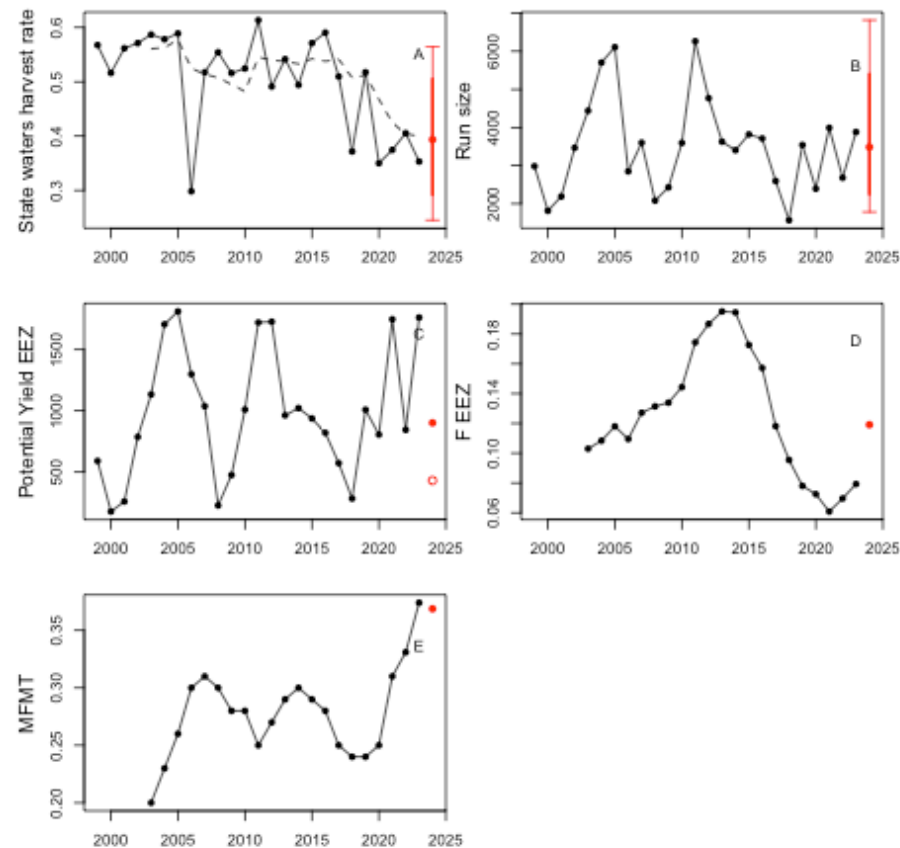 State waters harvest rate
0.6
0.5
0.4
0.3
A
2000 2005 2010 2015 2020 2025
Run size
6000
4000
2000
B
2000 2005 2010 2015 2020 2025
Potential Yield EEZ
1500
1000
500
C
2000 2005 2010 2015 2020 2025
F EEZ
0.18
0.14
0.10
0.06
D
2000 2005 2010 2015 2020 2025
MFMT
0.35
0.30
0.25
0.20
E
2000 2005 2010 2015 2020 2025